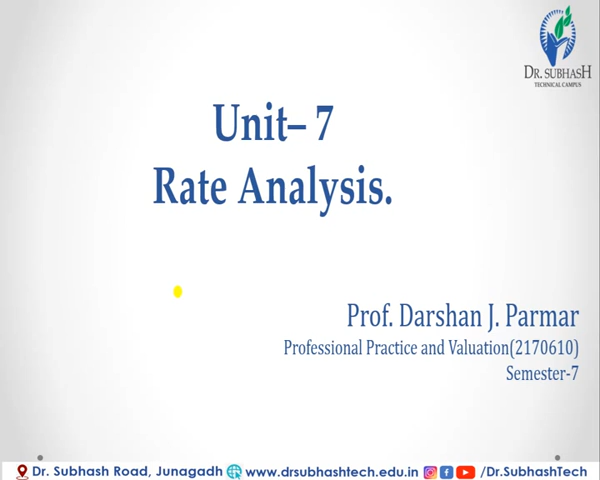 DR. SUBHASH
TECHNICAL CAMPUS
Unit– 7
Rate Analysis.
Prof. Darshan J. Parmar
Professional Practice and Valuation(2170610)
Semester-7
Dr. Subhash Road, Junagadh www.drsubhashtech.edu.in /Dr.SubhashTech